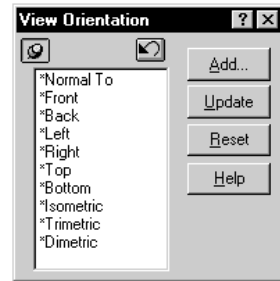 View Orientation
Add...
Update
Reset
Help
*Normal To
*Front
*Back
*Left
*Right
*Top
*Bottom
*Isometric
*Trimetric
*Dimetric